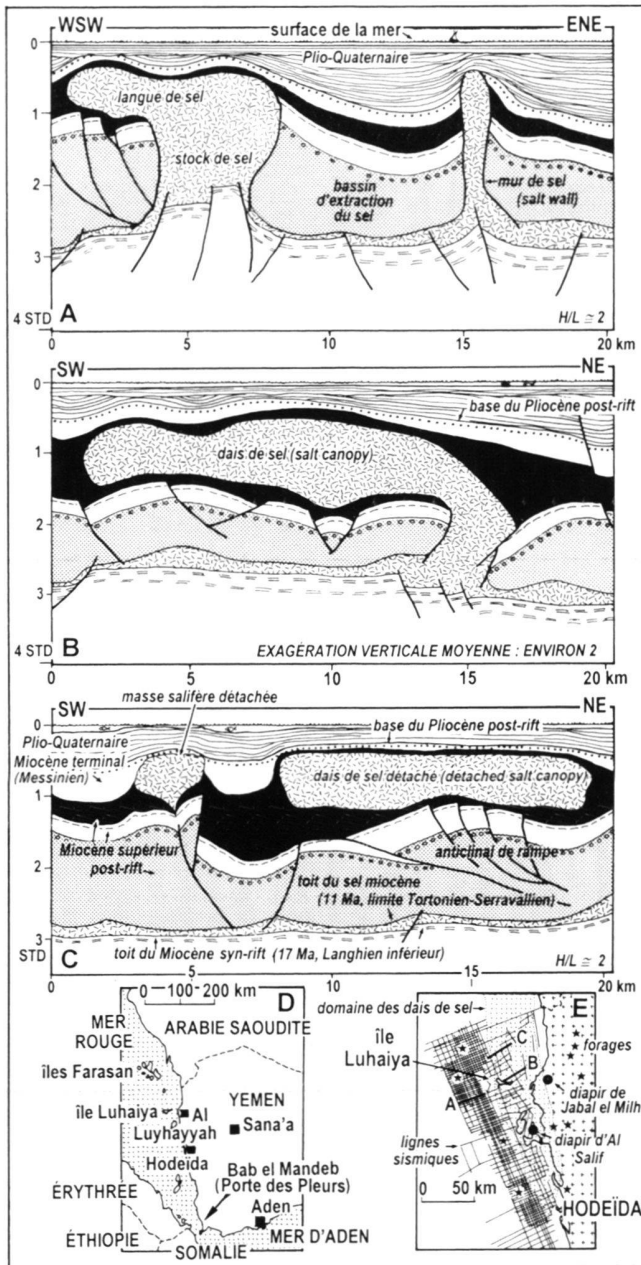 WSW surface de la mer ENE
0
Plio-Quaternaire
langue de sel
1
stock de sel
bassin
d'extraction
du sel
mur de sel
(salt wall)
2
3
4 STD A H/L ≃ 2
0 5 10 15 20 km
SW NE
0
base du Pliocène post-rift
1
dais de sel (salt canopy)
2
3
B
4 STD EXAGÉRATION VERTICALE MOYENNE : ENVIRON 2
0 5 10 15 20 km
masse salifère détachée
SW NE
0
base du Pliocène post-rift
Plio-Quaternaire
Miocène terminal
(Messinien)
dais de sel détaché (detached salt canopy)
1
Miocène supérieur
post-rift
anticlinal de rampe
2
toit du sel miocène
(11 Ma, limite Tortonien-Serravallien)
3
STD C toit du Miocène syn-rift (17 Ma, Langhien inférieur) H/L ≃ 2
0 5 10 15 20 km
0 100 200 km D
MER
ROUGE
ARABIE SAOUDITE
îles Farasan
île Luhaiya
Al
Luyhayyah
YEMEN
Sana'a
Hodeida
Bab el Mandeb
(Porte des Pleurs)
ÉRYTHREE
Aden
ÉTHIOPIE
MER D'ADEN
SOMALIE
domaine des dais de sel E
île
Luhaiya
C
forages
B
A
diapir de
Jabal el Milh
lignes
sismiques
diapir d'Al
Salif
0 50 km
HODEÏDA